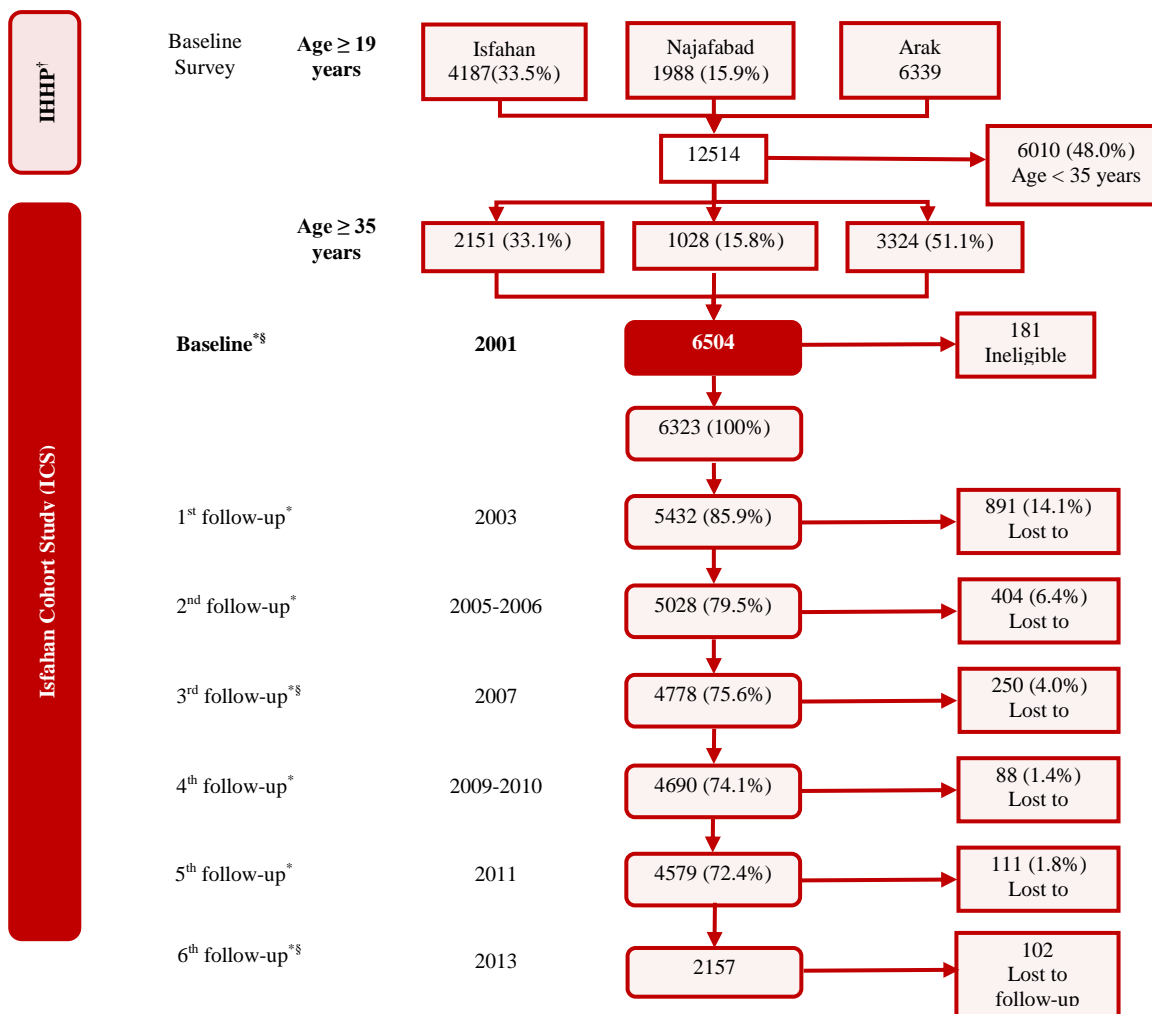 IHHP†
Baseline
Survey
Age ≥ 19
years
Isfahan
4187(33.5%)
Najafabad
1988 (15.9%)
Arak
6339
12514
6010 (48.0%)
Age < 35 years
Isfahan Cohort Study (ICS)
Age ≥ 35
years
2151 (33.1%)
1028 (15.8%)
3324 (51.1%)
Baseline*§
2001
6504
181
Ineligible
6323 (100%)
1st follow-up*
2003
5432 (85.9%)
891 (14.1%)
Lost to
2nd follow-up*
2005-2006
5028 (79.5%)
404 (6.4%)
Lost to
3rd follow-up*§
2007
4778 (75.6%)
250 (4.0%)
Lost to
4th follow-up*
2009-2010
4690 (74.1%)
88 (1.4%)
Lost to
5th follow-up*
2011
4579 (72.4%)
111 (1.8%)
Lost to
6th follow-up*§
2013
2157
102
Lost to
follow-up